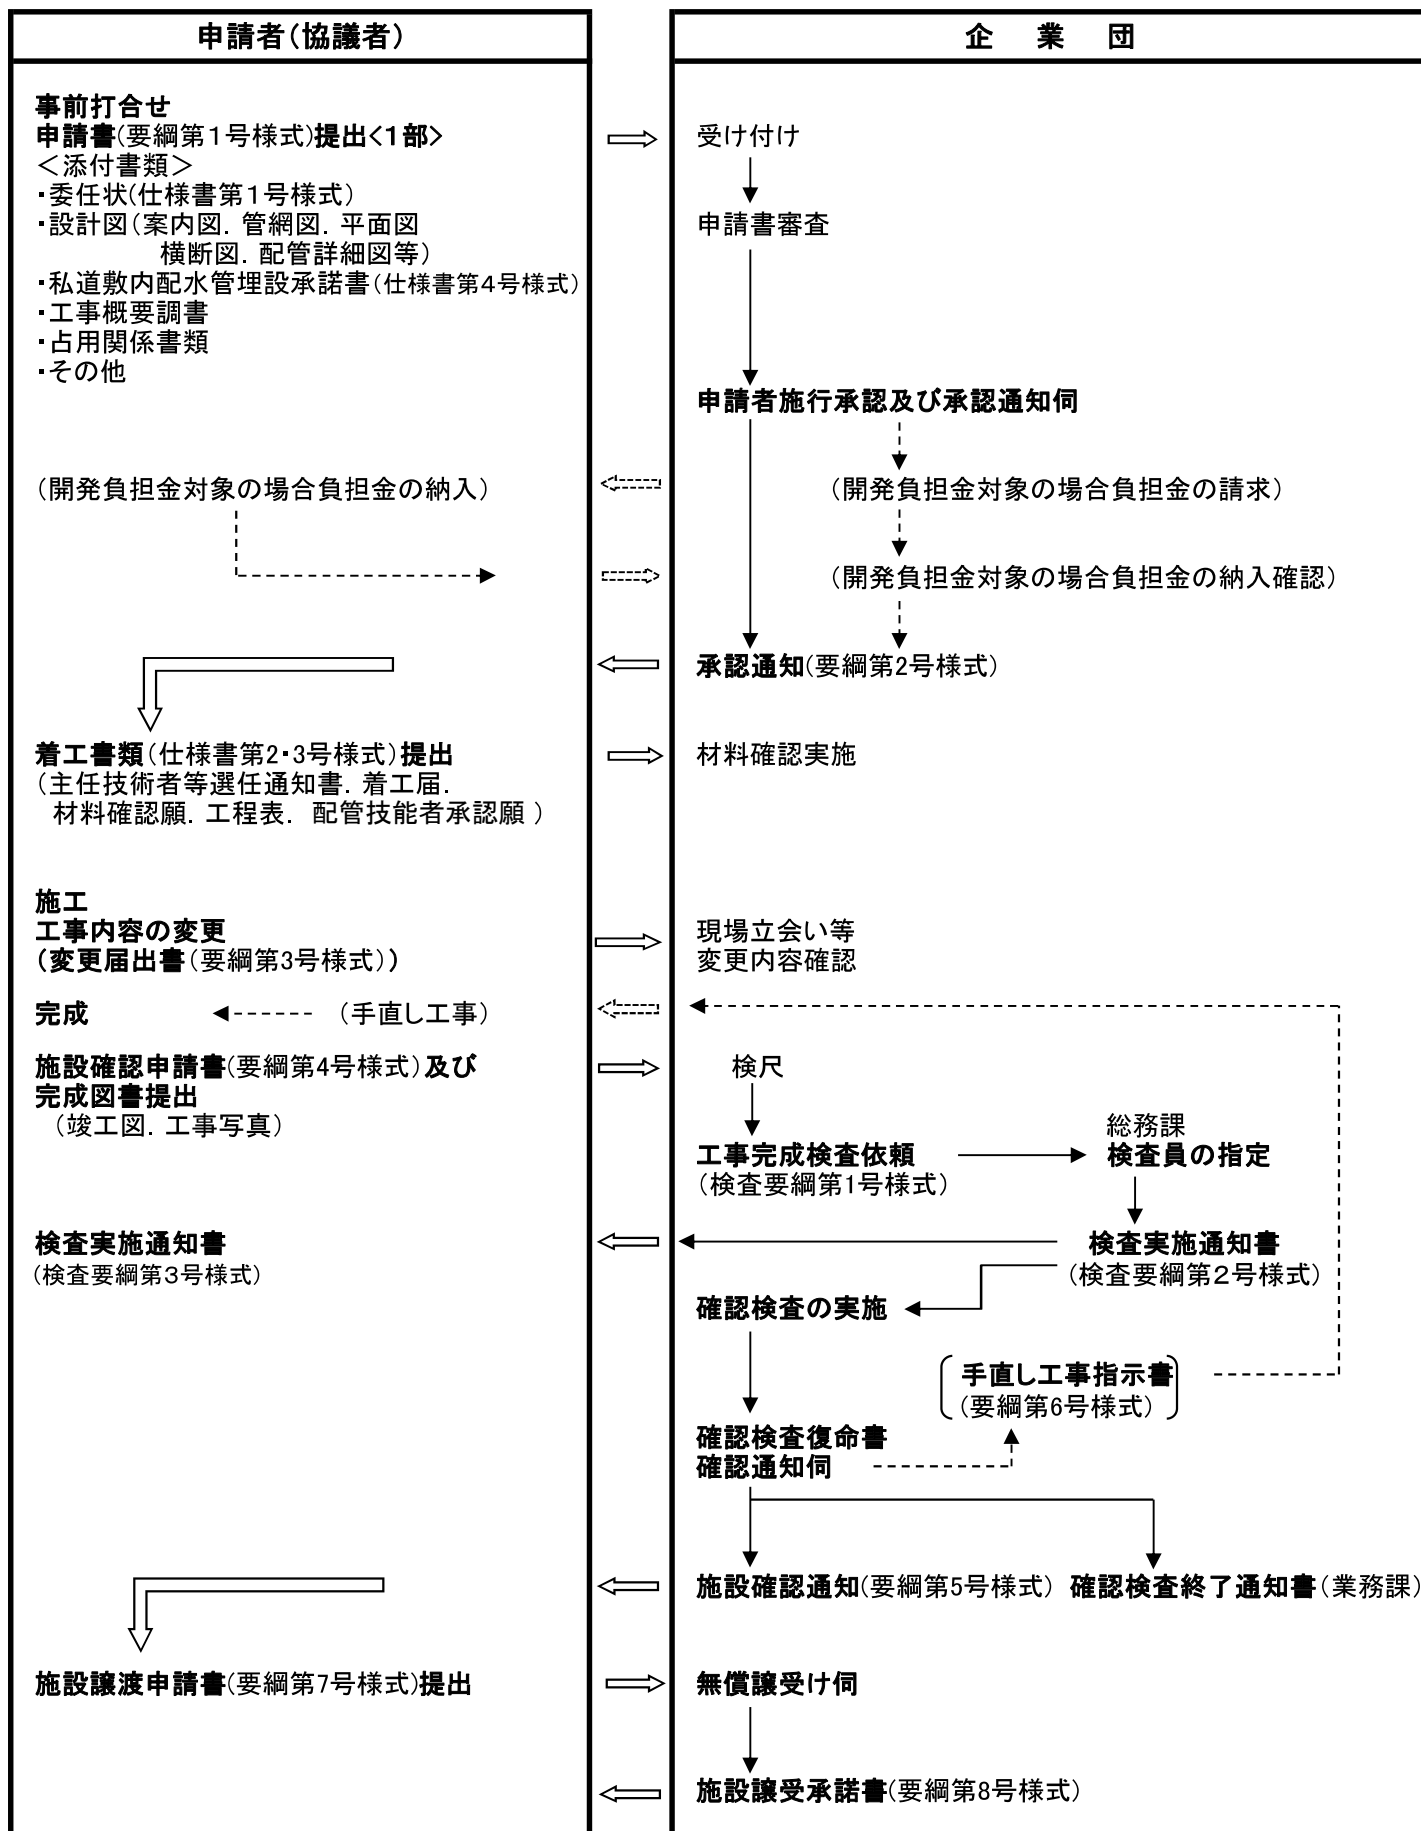 申請者(協議者)
企　業　団
事前打合せ
申請書(要綱第１号様式)提出<１部>
＜添付書類＞
・委任状(仕様書第１号様式)
・設計図(案内図．管網図．平面図
横断図．配管詳細図等)
・私道敷内配水管埋設承諾書(仕様書第４号様式)
・工事概要調書
・占用関係書類
・その他
受け付け
申請書審査
申請者施行承認及び承認通知伺
(開発負担金対象の場合負担金の納入)
(開発負担金対象の場合負担金の請求)
(開発負担金対象の場合負担金の納入確認)
承認通知(要綱第2号様式)
着工書類(仕様書第2・3号様式)提出
(主任技術者等選任通知書．着工届．
材料確認願．工程表．配管技能者承認願 )
材料確認実施
施工
工事内容の変更
(変更届出書(要綱第3号様式))
現場立会い等
変更内容確認
完成
(手直し工事)
施設確認申請書(要綱第4号様式)及び
完成図書提出
(竣工図．工事写真)
検尺
工事完成検査依頼
(検査要綱第1号様式)
総務課
検査員の指定
検査実施通知書
(検査要綱第３号様式)
検査実施通知書
(検査要綱第２号様式)
確認検査の実施
手直し工事指示書
(要綱第6号様式)
確認検査復命書
確認通知伺
施設確認通知(要綱第5号様式)
確認検査終了通知書(業務課)
施設譲渡申請書(要綱第7号様式)提出
無償譲受け伺
施設譲受承諾書(要綱第8号様式)